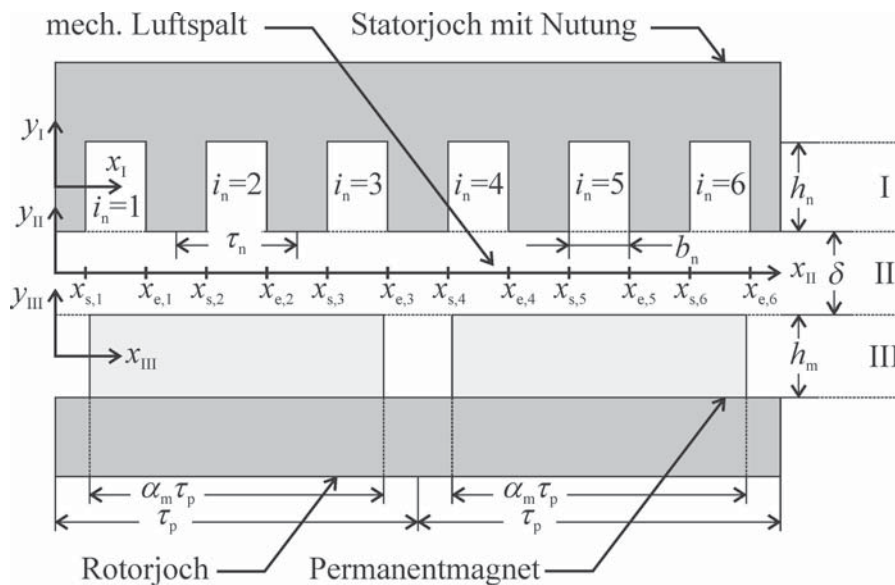 mech. Luftspalt
Statorjoch mit Nutung
y_I
x_I
i_n=1
i_n=2
i_n=3
i_n=4
i_n=5
i_n=6
h_n
I
y_II
τ_n
b_n
x_II
δ
II
x_s,1
x_e,1
x_s,2
x_e,2
x_s,3
x_e,3
x_s,4
x_e,4
x_s,5
x_e,5
x_s,6
x_e,6
y_III
x_III
h_m
III
α_m τ_p
α_m τ_p
τ_p
τ_p
Rotorjoch
Permanentmagnet